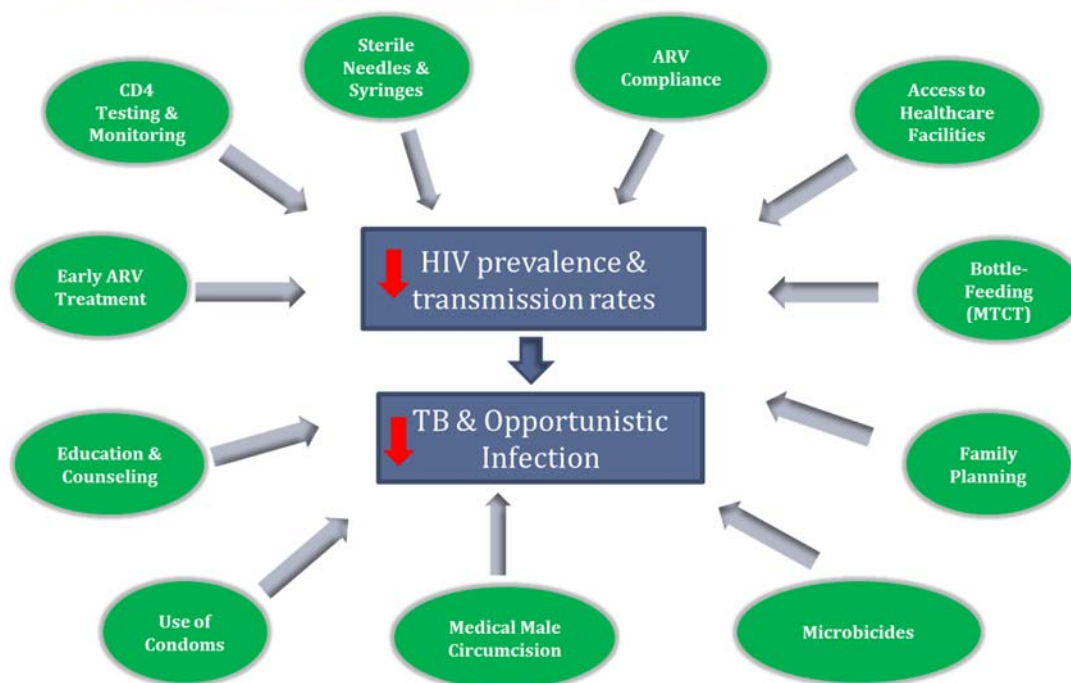 Sterile
Needles &
Syringes
ARV
Compliance
CD4
Testing &
Monitoring
Access to
Healthcare
Facilities
HIV prevalence &
transmission rates
Early ARV
Treatment
Bottle-
Feeding
(MTCT)
TB & Opportunistic
Infection
Education &
Counseling
Family
Planning
Use of
Condoms
Medical Male
Circumcision
Microbicides